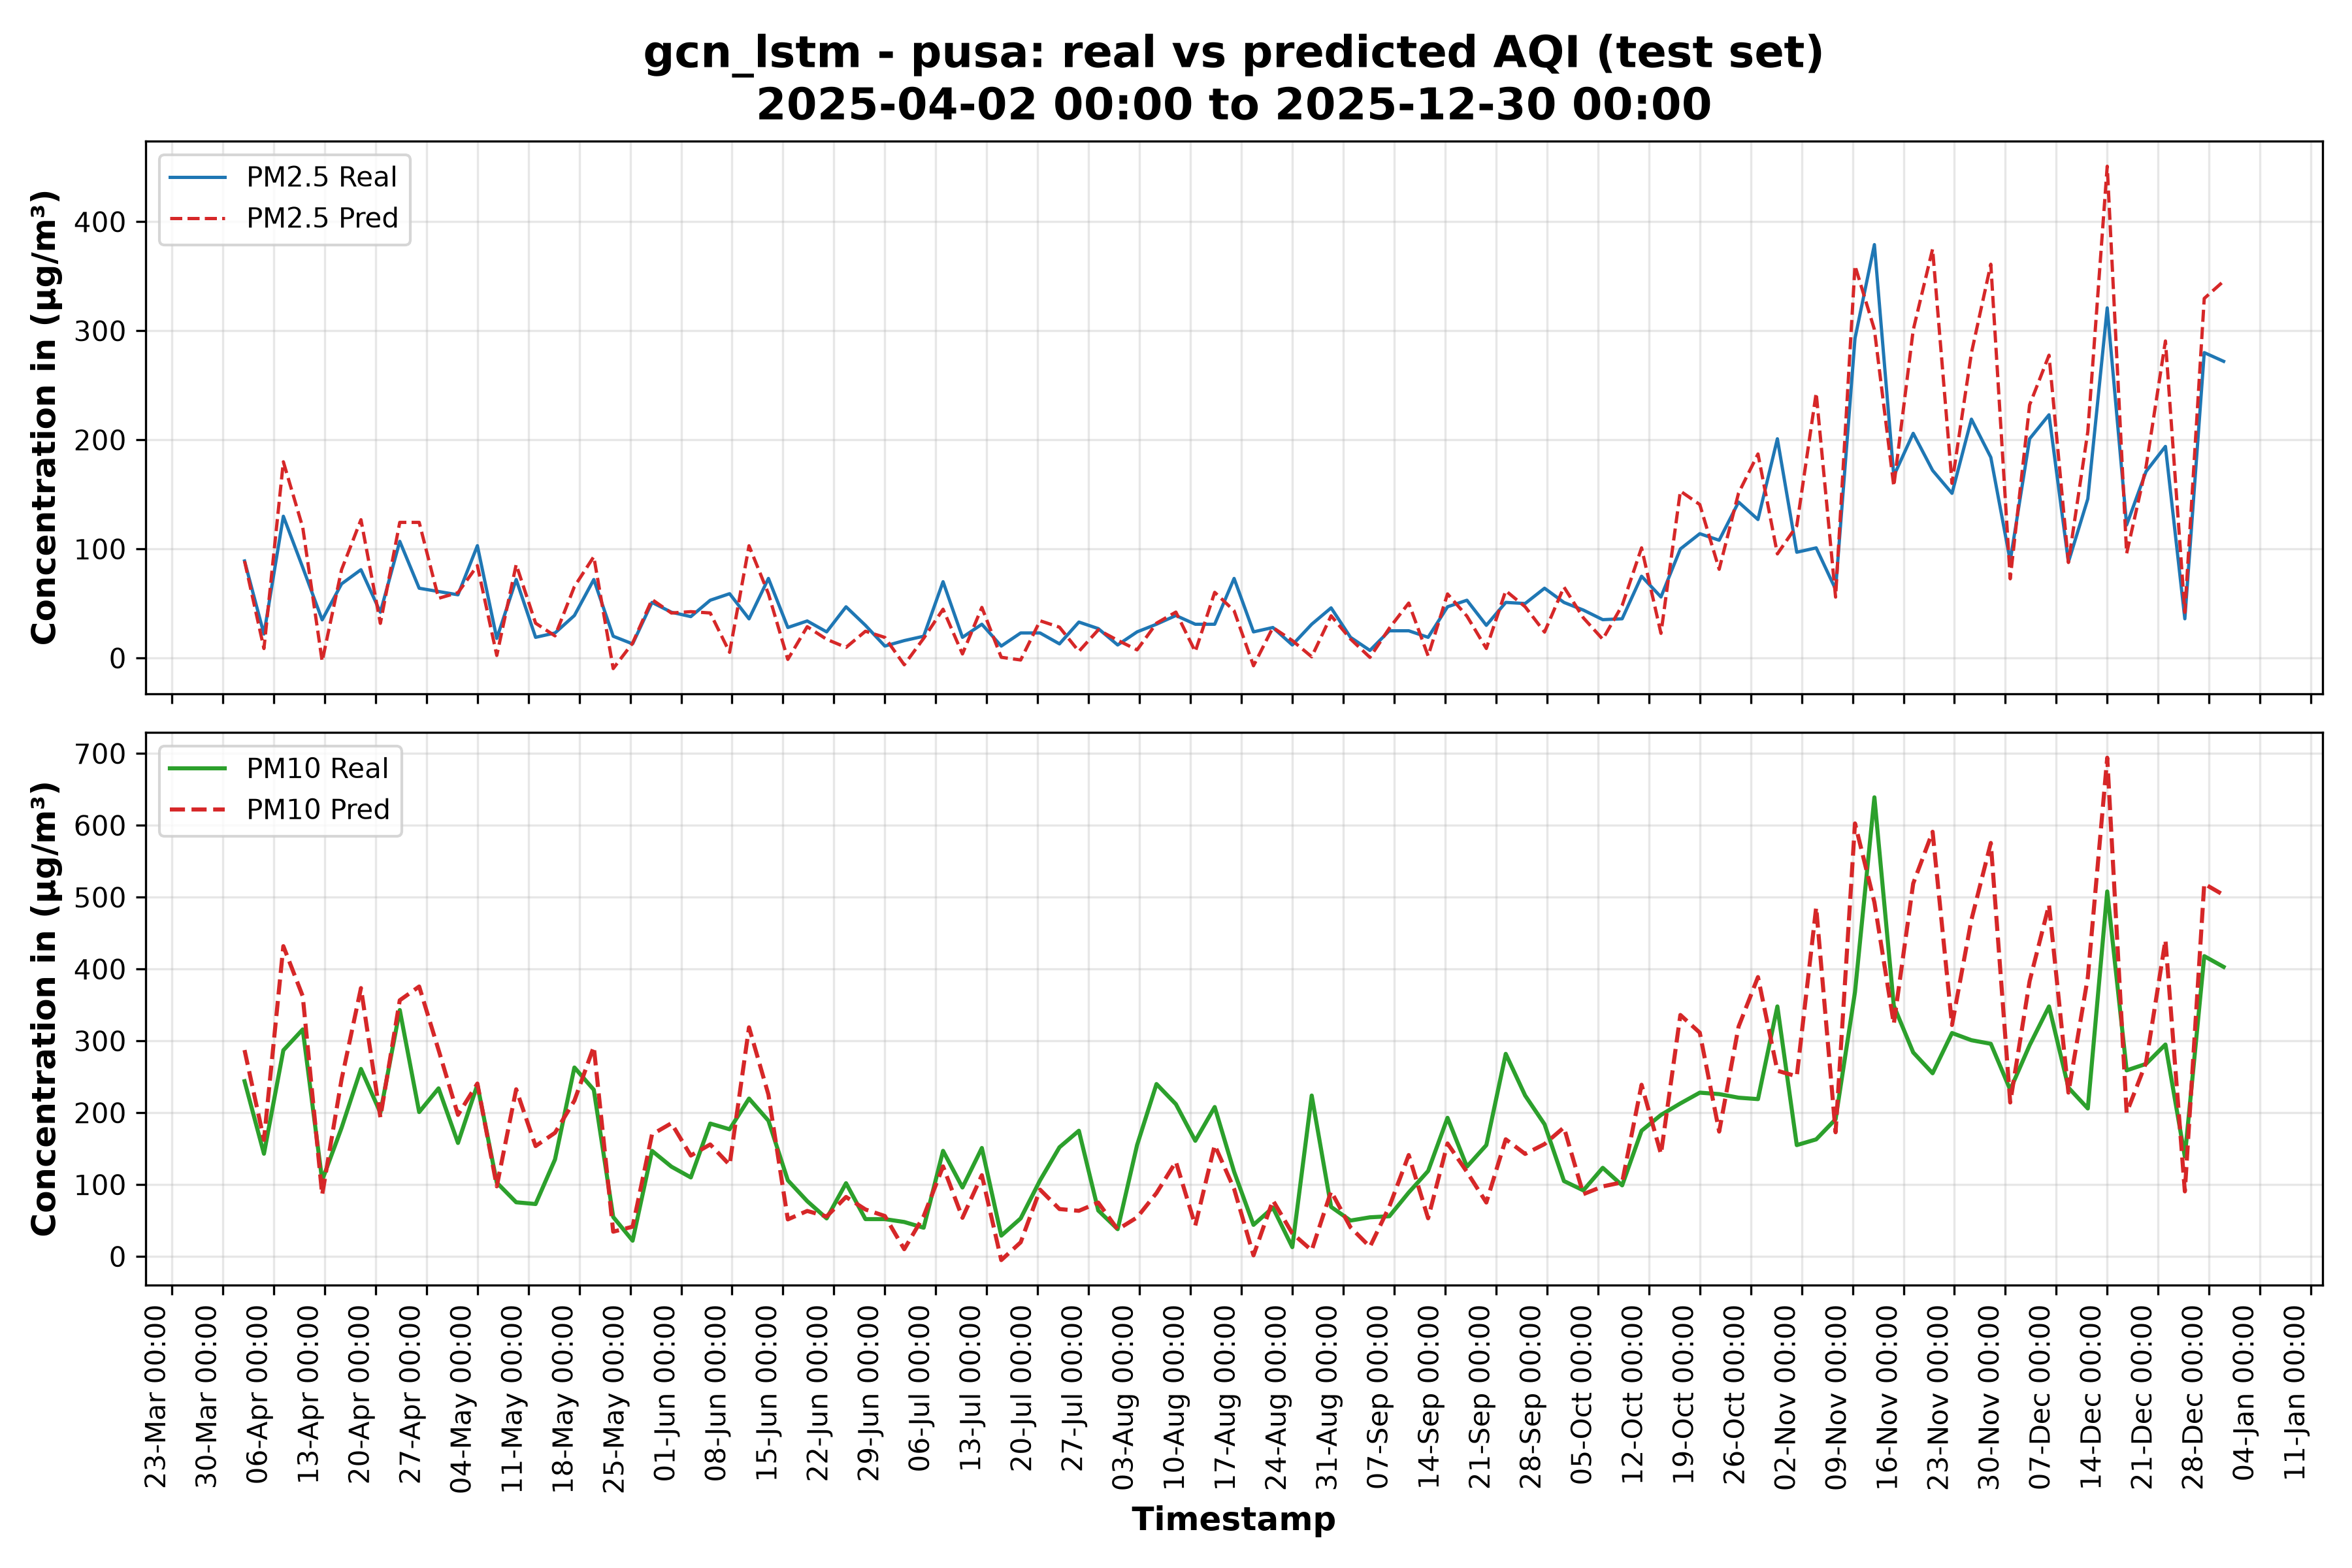 gcn_lstm - pusa: real vs predicted AQI (test set)
2025-04-02 00:00 to 2025-12-30 00:00
Concentration in (µg/m³)
PM2.5 Real
PM2.5 Pred
400
300
200
100
0
Concentration in (µg/m³)
PM10 Real
PM10 Pred
700
600
500
400
300
200
100
0
23-Mar 00:00
30-Mar 00:00
06-Apr 00:00
13-Apr 00:00
20-Apr 00:00
27-Apr 00:00
04-May 00:00
11-May 00:00
18-May 00:00
25-May 00:00
01-Jun 00:00
08-Jun 00:00
15-Jun 00:00
22-Jun 00:00
29-Jun 00:00
06-Jul 00:00
13-Jul 00:00
20-Jul 00:00
27-Jul 00:00
03-Aug 00:00
10-Aug 00:00
17-Aug 00:00
24-Aug 00:00
31-Aug 00:00
07-Sep 00:00
14-Sep 00:00
21-Sep 00:00
28-Sep 00:00
05-Oct 00:00
12-Oct 00:00
19-Oct 00:00
26-Oct 00:00
02-Nov 00:00
09-Nov 00:00
16-Nov 00:00
23-Nov 00:00
30-Nov 00:00
07-Dec 00:00
14-Dec 00:00
21-Dec 00:00
28-Dec 00:00
04-Jan 00:00
11-Jan 00:00
Timestamp